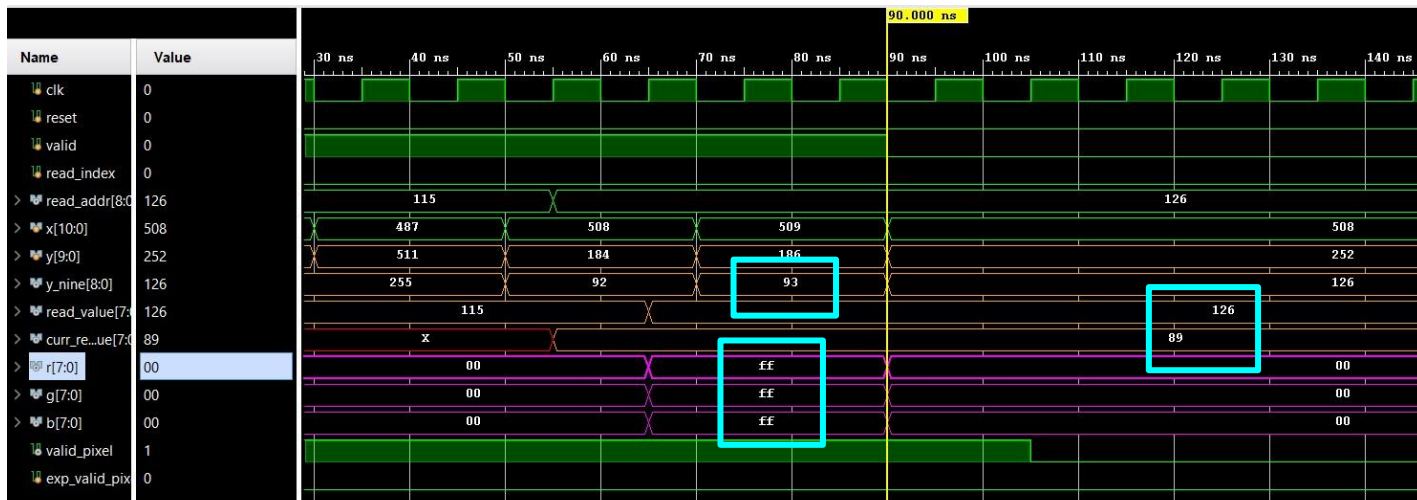 90.000 ns
Name Value 30 ns 40 ns 50 ns 60 ns 70 ns 80 ns 90 ns 100 ns 110 ns 120 ns 130 ns 140 ns
clk 0
reset 0
valid 0
read_index 0
read_addr[8:0 126 115 126
x[10:0] 508 487 508 509 508
y[9:0] 252 511 184 186 252
y_nine[8:0] 126 255 92 93 126
read_value[7: 126 115 126
curr_re...ue[7:0 89 X 89
r[7:0] 00 00 ff 00
g[7:0] 00 00 ff 00
b[7:0] 00 00 ff 00
valid_pixel 1
exp_valid_pix 0